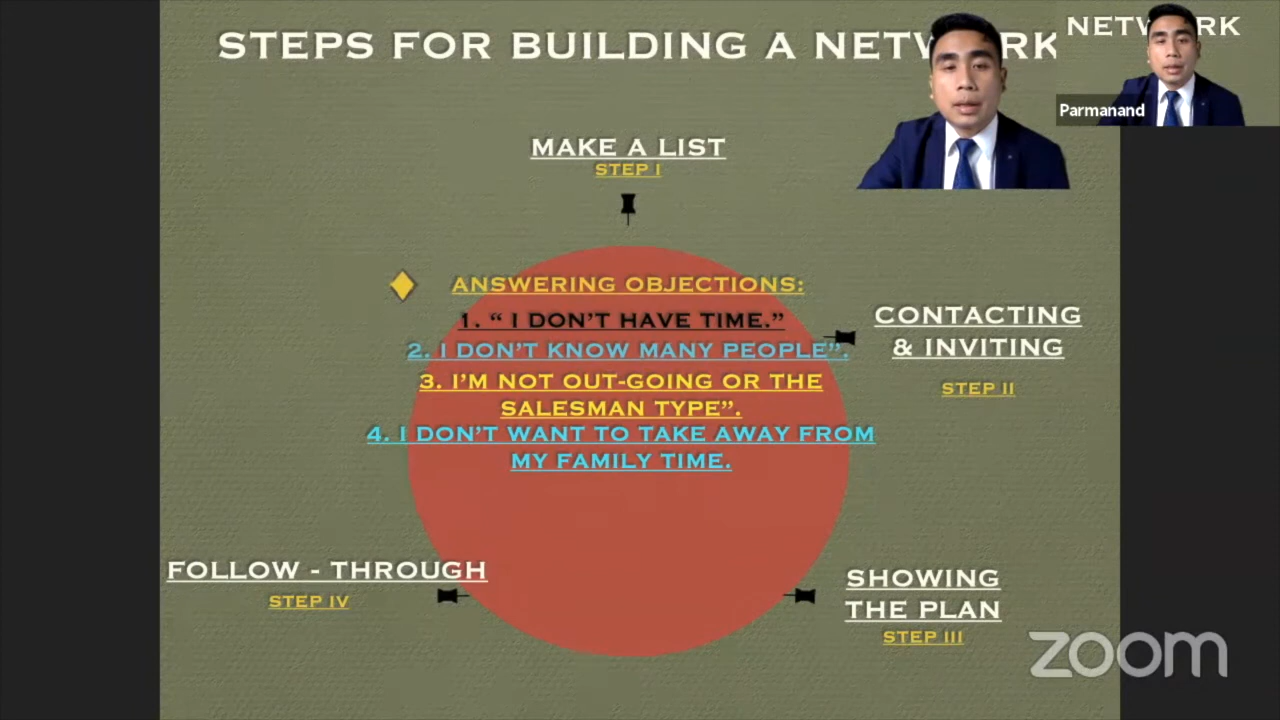 STEPS FOR BUILDING A NETW RK
NETW RK
Parmanand
MAKE A LIST
STEP I
ANSWERING OBJECTIONS:
1. “ I DON’T HAVE TIME.”
2. I DON’T KNOW MANY PEOPLE”.
3. I’M NOT OUT-GOING OR THE
SALESMAN TYPE”.
4. I DON’T WANT TO TAKE AWAY FROM
MY FAMILY TIME.
CONTACTING
& INVITING
STEP II
FOLLOW - THROUGH
STEP IV
SHOWING
THE PLAN
STEP III
zoom